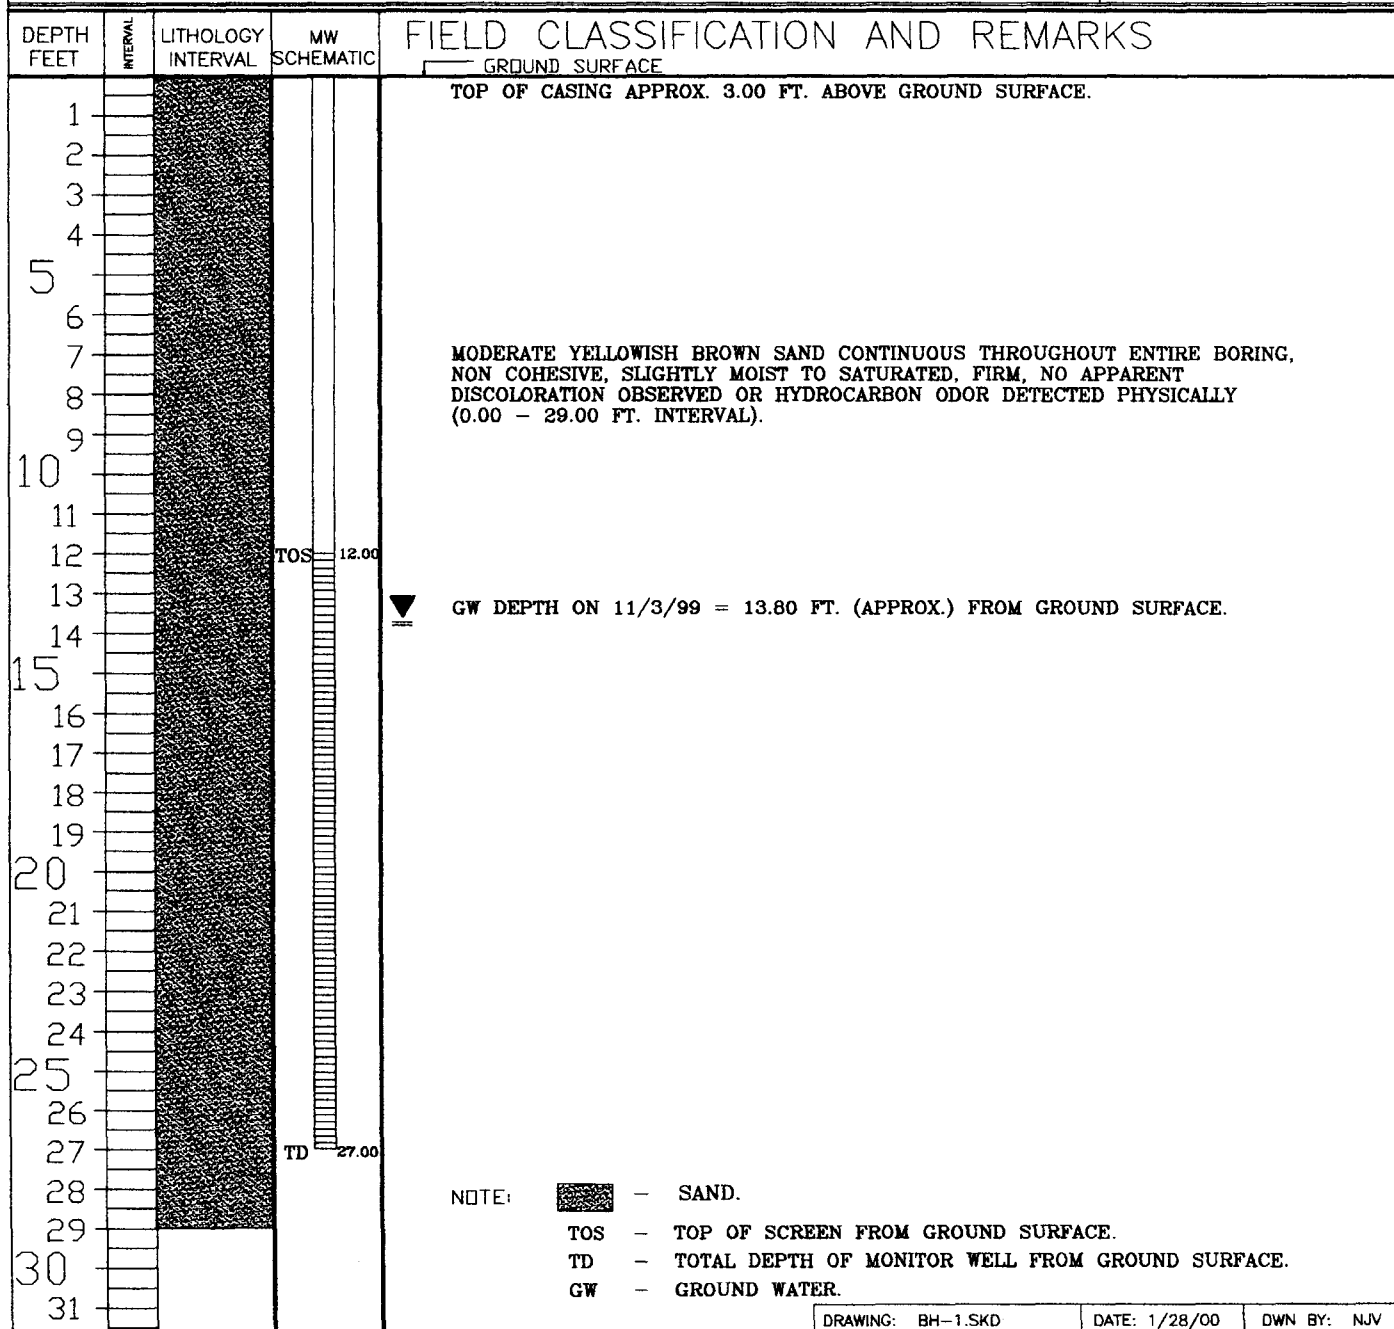 DEPTH FEET
INTERVAL
LITHOLOGY INTERVAL
MW SCHEMATIC
FIELD CLASSIFICATION AND REMARKS
GROUND SURFACE
TOP OF CASING APPROX. 3.00 FT. ABOVE GROUND SURFACE.
1
2
3
4
5
6
7
MODERATE YELLOWISH BROWN SAND CONTINUOUS THROUGHOUT ENTIRE BORING,
NON COHESIVE, SLIGHTLY MOIST TO SATURATED, FIRM, NO APPARENT
DISCOLORATION OBSERVED OR HYDROCARBON ODOR DETECTED PHYSICALLY
(0.00 – 29.00 FT. INTERVAL).
8
9
10
11
12
TOS 12.00
13
GW DEPTH ON 11/3/99 = 13.80 FT. (APPROX.) FROM GROUND SURFACE.
14
15
16
17
18
19
20
21
22
23
24
25
26
27
TD 27.00
28
NOTE: – SAND.
29
TOS – TOP OF SCREEN FROM GROUND SURFACE.
30
TD – TOTAL DEPTH OF MONITOR WELL FROM GROUND SURFACE.
GW – GROUND WATER.
31
DRAWING: BH-1.SKD DATE: 1/28/00 DWN BY: NJV